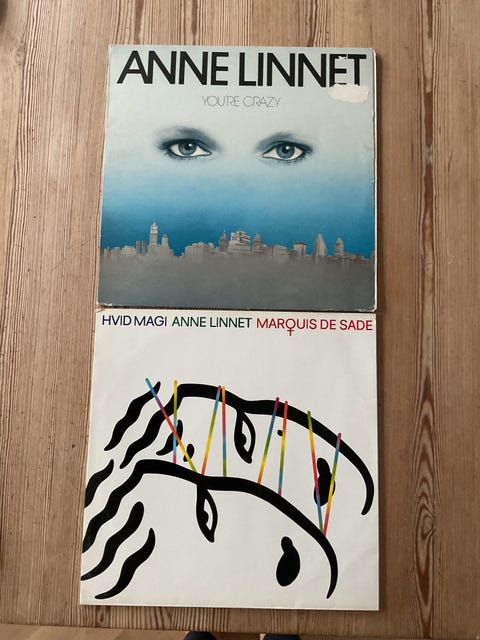 ANNE LINNET
YOU'RE CRAZY
HVID MAGI ANNE LINNET MARQUIS DE SADE